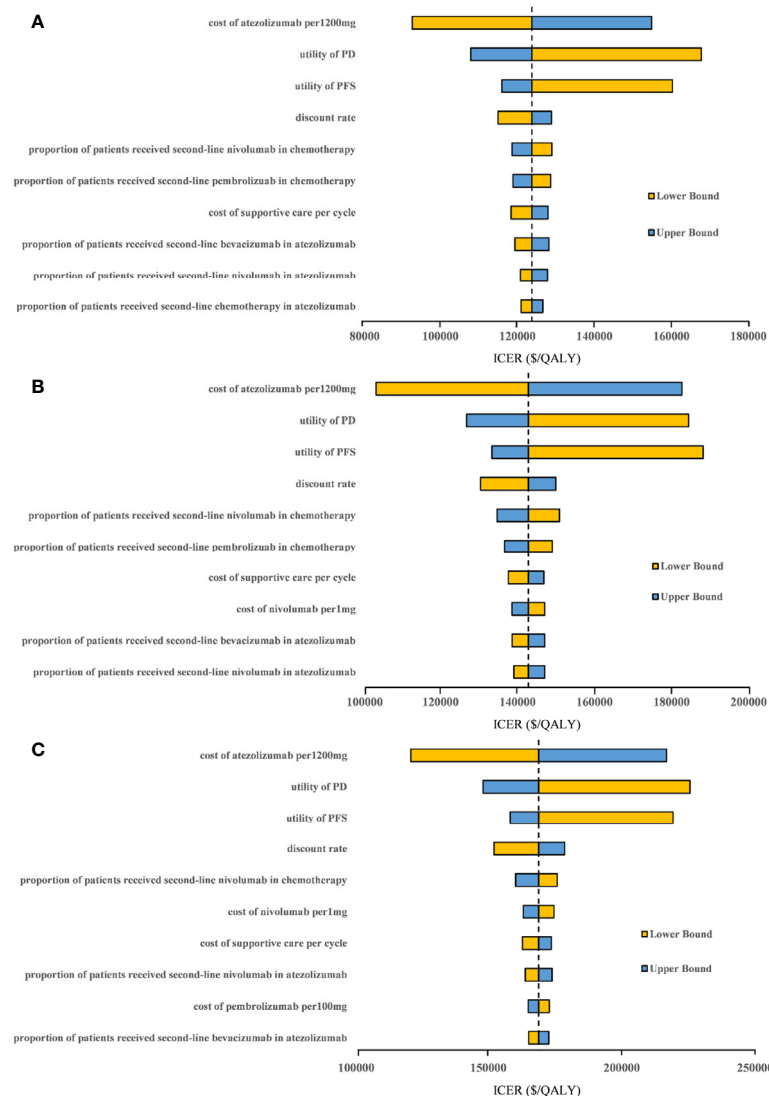 A
cost of atezolizumab per1200mg
utility of PD
utility of PFS
discount rate
proportion of patients received second-line nivolumab in chemotherapy
proportion of patients received second-line pembrolizuab in chemotherapy
cost of supportive care per cycle
proportion of patients received second-line bevacizumab in atezolizumab
proportion of patients received second-line nivolumab in atezolizumab
proportion of patients received second-line chemotherapy in atezolizumab
Lower Bound
Upper Bound
80000 100000 120000 140000 160000 180000
ICER ($/QALY)
B
cost of atezolizumab per1200mg
utility of PD
utility of PFS
discount rate
proportion of patients received second-line nivolumab in chemotherapy
proportion of patients received second-line pembrolizuab in chemotherapy
cost of supportive care per cycle
cost of nivolumab per1mg
proportion of patients received second-line bevacizumab in atezolizumab
proportion of patients received second-line nivolumab in atezolizumab
Lower Bound
Upper Bound
100000 120000 140000 160000 180000 200000
ICER ($/QALY)
C
cost of atezolizumab per1200mg
utility of PD
utility of PFS
discount rate
proportion of patients received second-line nivolumab in chemotherapy
cost of nivolumab per1mg
cost of supportive care per cycle
proportion of patients received second-line nivolumab in atezolizumab
cost of pembrolizumab per100mg
proportion of patients received second-line bevacizumab in atezolizumab
Lower Bound
Upper Bound
100000 150000 200000 250000
ICER ($/QALY)